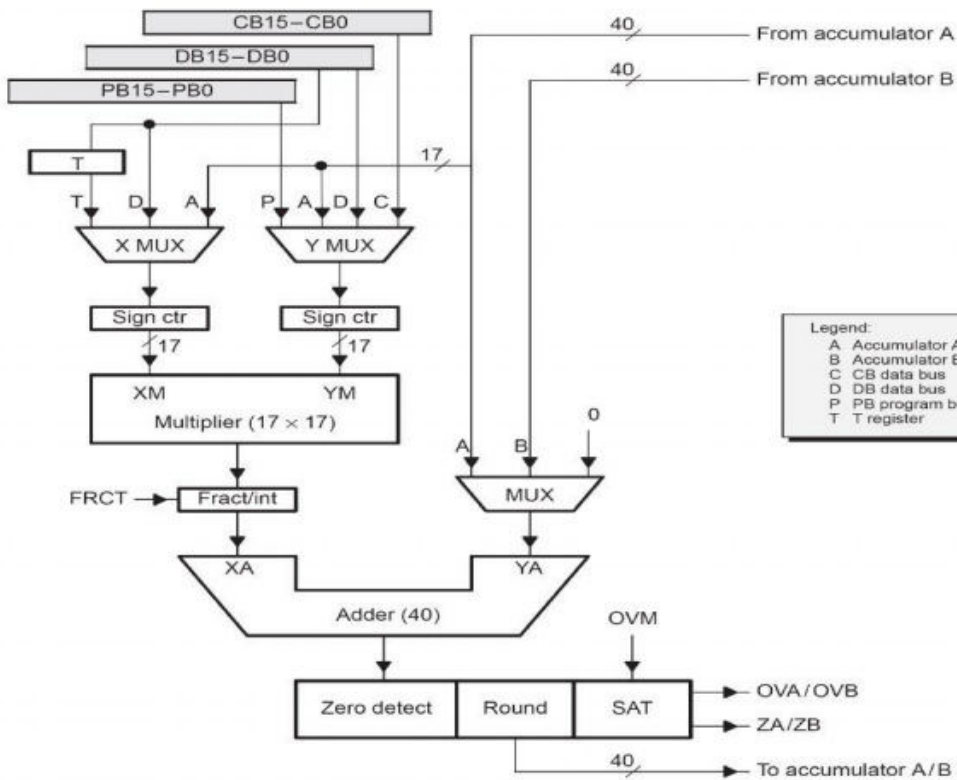 CB15–CB0
DB15–DB0
PB15–PB0
40
From accumulator A
40
From accumulator B
17
T
T D A P A D C
X MUX Y MUX
Sign ctr Sign ctr
17 17
XM YM
Multiplier (17 × 17)
Legend:
A Accumulator A
B Accumulator B
C CB data bus
D DB data bus
P PB program b
T T register
0
A B
MUX
FRCT Fract/int
XA YA
Adder (40)
OVM
Zero detect Round SAT
OVA/OVB
ZA/ZB
40
To accumulator A/B